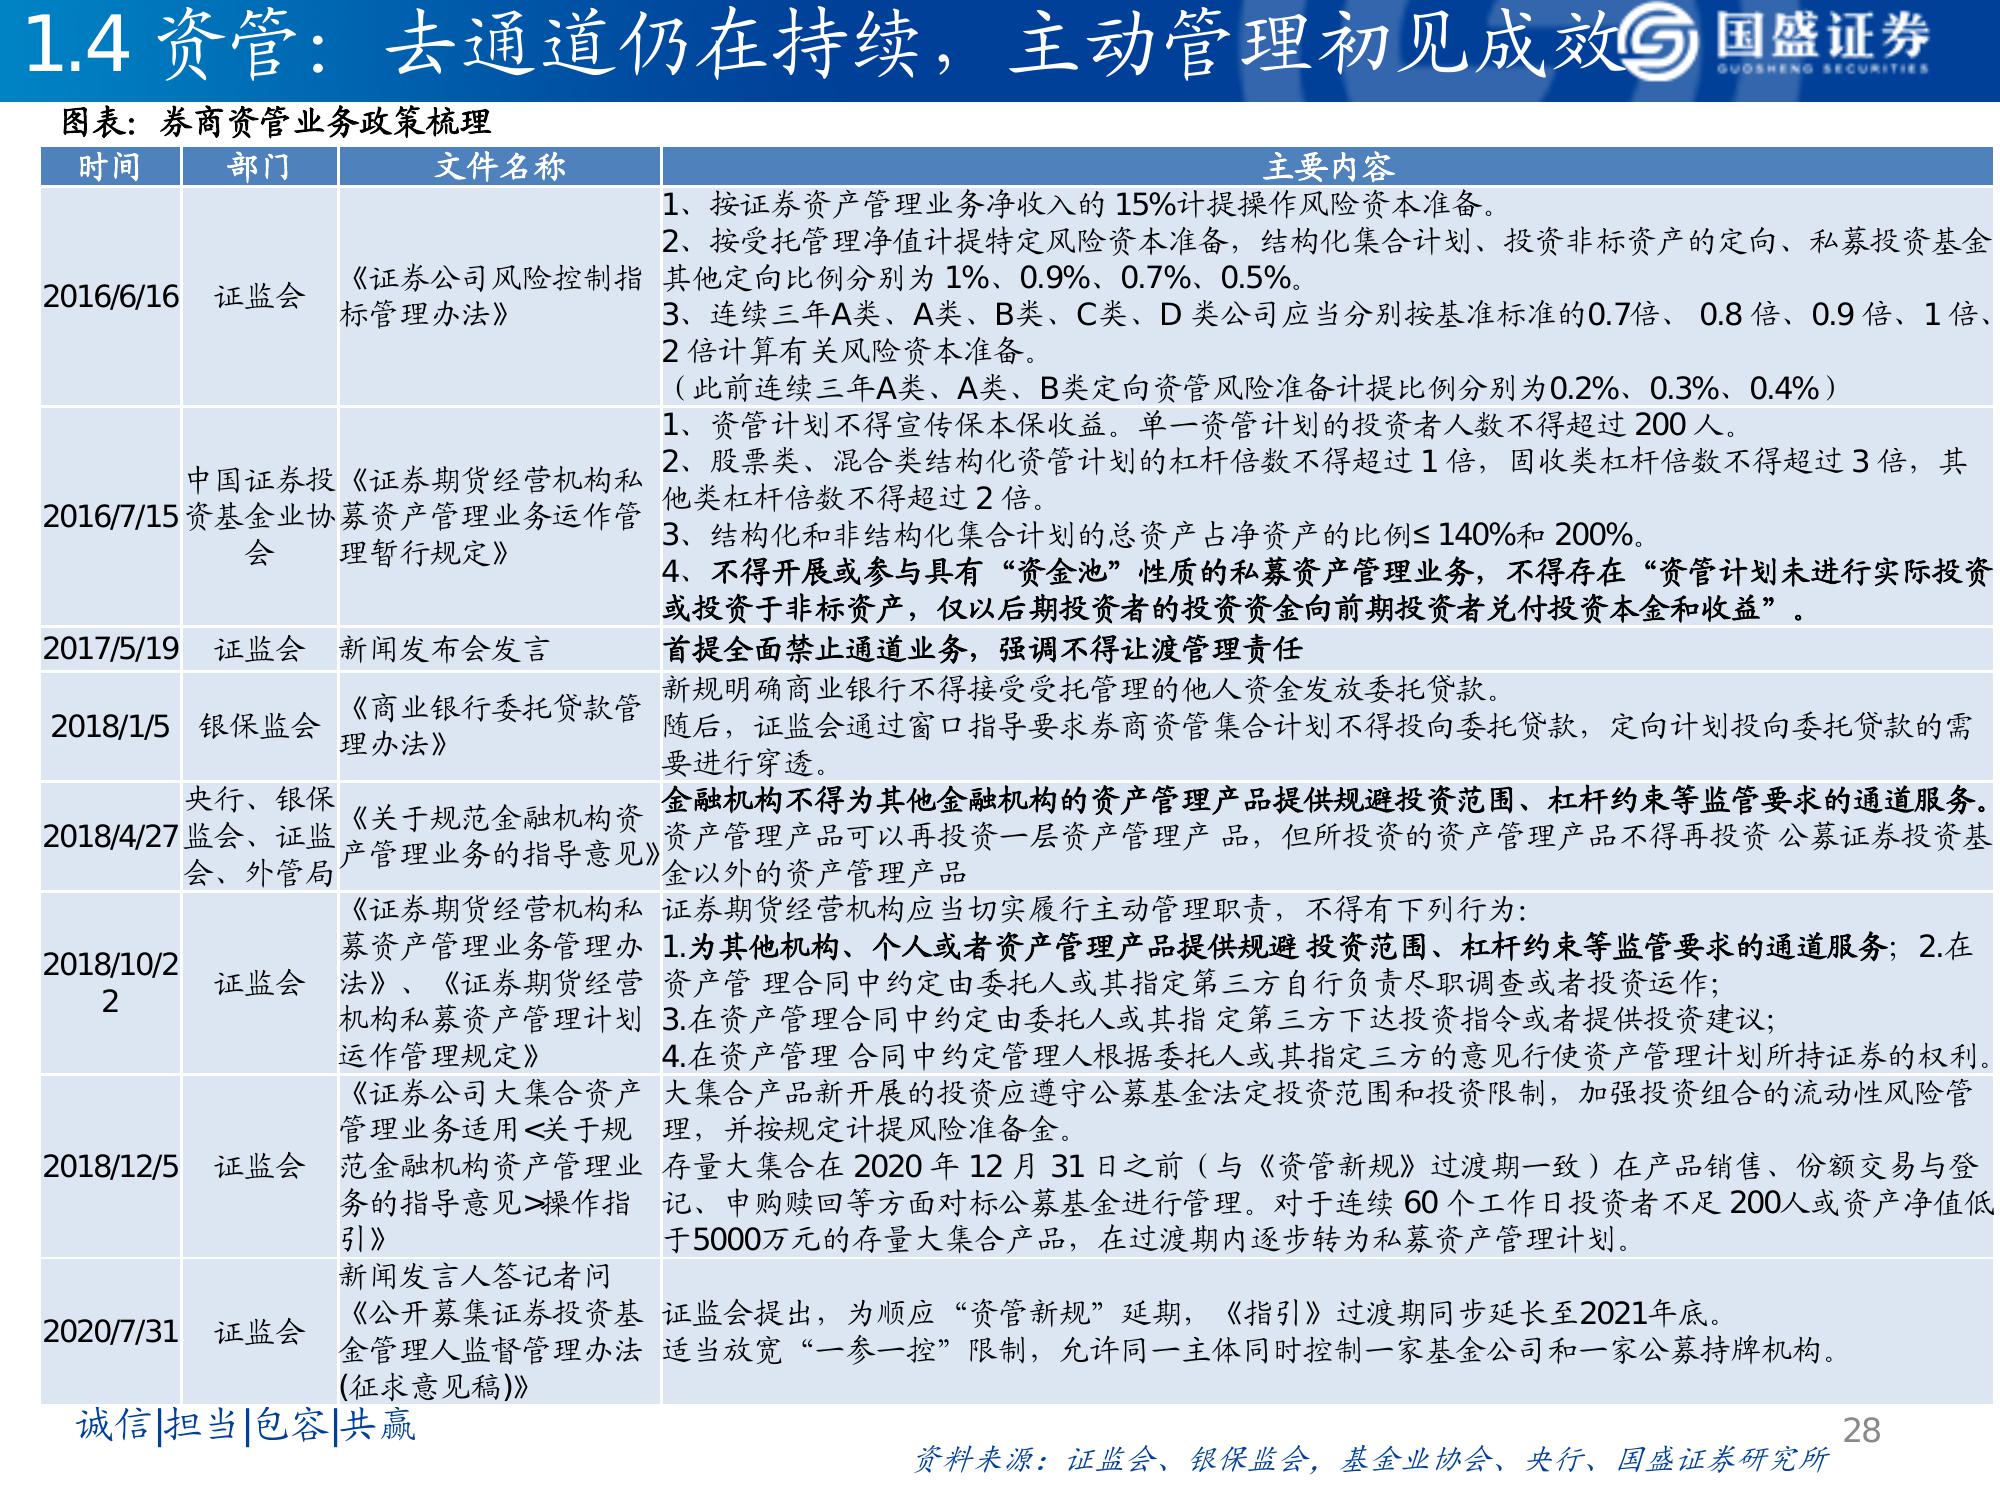 1.4 资管：去通道仍在持续，主动管理初见成效
国盛证券
GUOSHENG SECURITIES
图表：券商资管业务政策梳理
时间 部门 文件名称 主要内容
2016/6/16
证监会
《证券公司风险控制指
标管理办法》
1、按证券资产管理业务净收入的 15%计提操作风险资本准备。
2、按受托管理净值计提特定风险资本准备，结构化集合计划、投资非标资产的定向、私募投资基金
其他定向比例分别为 1%、0.9%、0.7%、0.5%。
3、连续三年A类、A类、B类、C类、D 类公司应当分别按基准标准的0.7倍、 0.8 倍、0.9 倍、1 倍、
2 倍计算有关风险资本准备。
（此前连续三年A类、A类、B类定向资管风险准备计提比例分别为0.2%、0.3%、0.4%）
2016/7/15
中国证券投
资基金业协
会
《证券期货经营机构私
募资产管理业务运作管
理暂行规定》
1、资管计划不得宣传保本保收益。单一资管计划的投资者人数不得超过 200 人。
2、股票类、混合类结构化资管计划的杠杆倍数不得超过 1 倍，固收类杠杆倍数不得超过 3 倍，其
他类杠杆倍数不得超过 2 倍。
3、结构化和非结构化集合计划的总资产占净资产的比例≤ 140%和 200%。
4、不得开展或参与具有“资金池”性质的私募资产管理业务，不得存在“资管计划未进行实际投资
或投资于非标资产，仅以后期投资者的投资资金向前期投资者兑付投资本金和收益”。
2017/5/19
证监会
新闻发布会发言
首提全面禁止通道业务，强调不得让渡管理责任
2018/1/5
银保监会
《商业银行委托贷款管
理办法》
新规明确商业银行不得接受受托管理的他人资金发放委托贷款。
随后，证监会通过窗口指导要求券商资管集合计划不得投向委托贷款，定向计划投向委托贷款的需
要进行穿透。
2018/4/27
央行、银保
监会、证监
会、外管局
《关于规范金融机构资
产管理业务的指导意见》
金融机构不得为其他金融机构的资产管理产品提供规避投资范围、杠杆约束等监管要求的通道服务。
资产管理产品可以再投资一层资产管理产 品，但所投资的资产管理产品不得再投资 公募证券投资基
金以外的资产管理产品
2018/10/2
2
证监会
《证券期货经营机构私
募资产管理业务管理办
法》、《证券期货经营
机构私募资产管理计划
运作管理规定》
证券期货经营机构应当切实履行主动管理职责，不得有下列行为：
1.为其他机构、个人或者资产管理产品提供规避 投资范围、杠杆约束等监管要求的通道服务；2.在
资产管 理合同中约定由委托人或其指定第三方自行负责尽职调查或者投资运作；
3.在资产管理合同中约定由委托人或其指 定第三方下达投资指令或者提供投资建议；
4.在资产管理 合同中约定管理人根据委托人或其指定三方的意见行使资产管理计划所持证券的权利。
2018/12/5
证监会
《证券公司大集合资产
管理业务适用<关于规
范金融机构资产管理业
务的指导意见>操作指
引》
大集合产品新开展的投资应遵守公募基金法定投资范围和投资限制，加强投资组合的流动性风险管
理，并按规定计提风险准备金。
存量大集合在 2020 年 12 月 31 日之前（与《资管新规》过渡期一致）在产品销售、份额交易与登
记、申购赎回等方面对标公募基金进行管理。对于连续 60 个工作日投资者不足 200人或资产净值低
于5000万元的存量大集合产品，在过渡期内逐步转为私募资产管理计划。
2020/7/31
证监会
新闻发言人答记者问
《公开募集证券投资基
金管理人监督管理办法
(征求意见稿)》
证监会提出，为顺应“资管新规”延期，《指引》过渡期同步延长至2021年底。
适当放宽“一参一控”限制，允许同一主体同时控制一家基金公司和一家公募持牌机构。
诚信|担当|包容|共赢
28
资料来源：证监会、银保监会，基金业协会、央行、国盛证券研究所